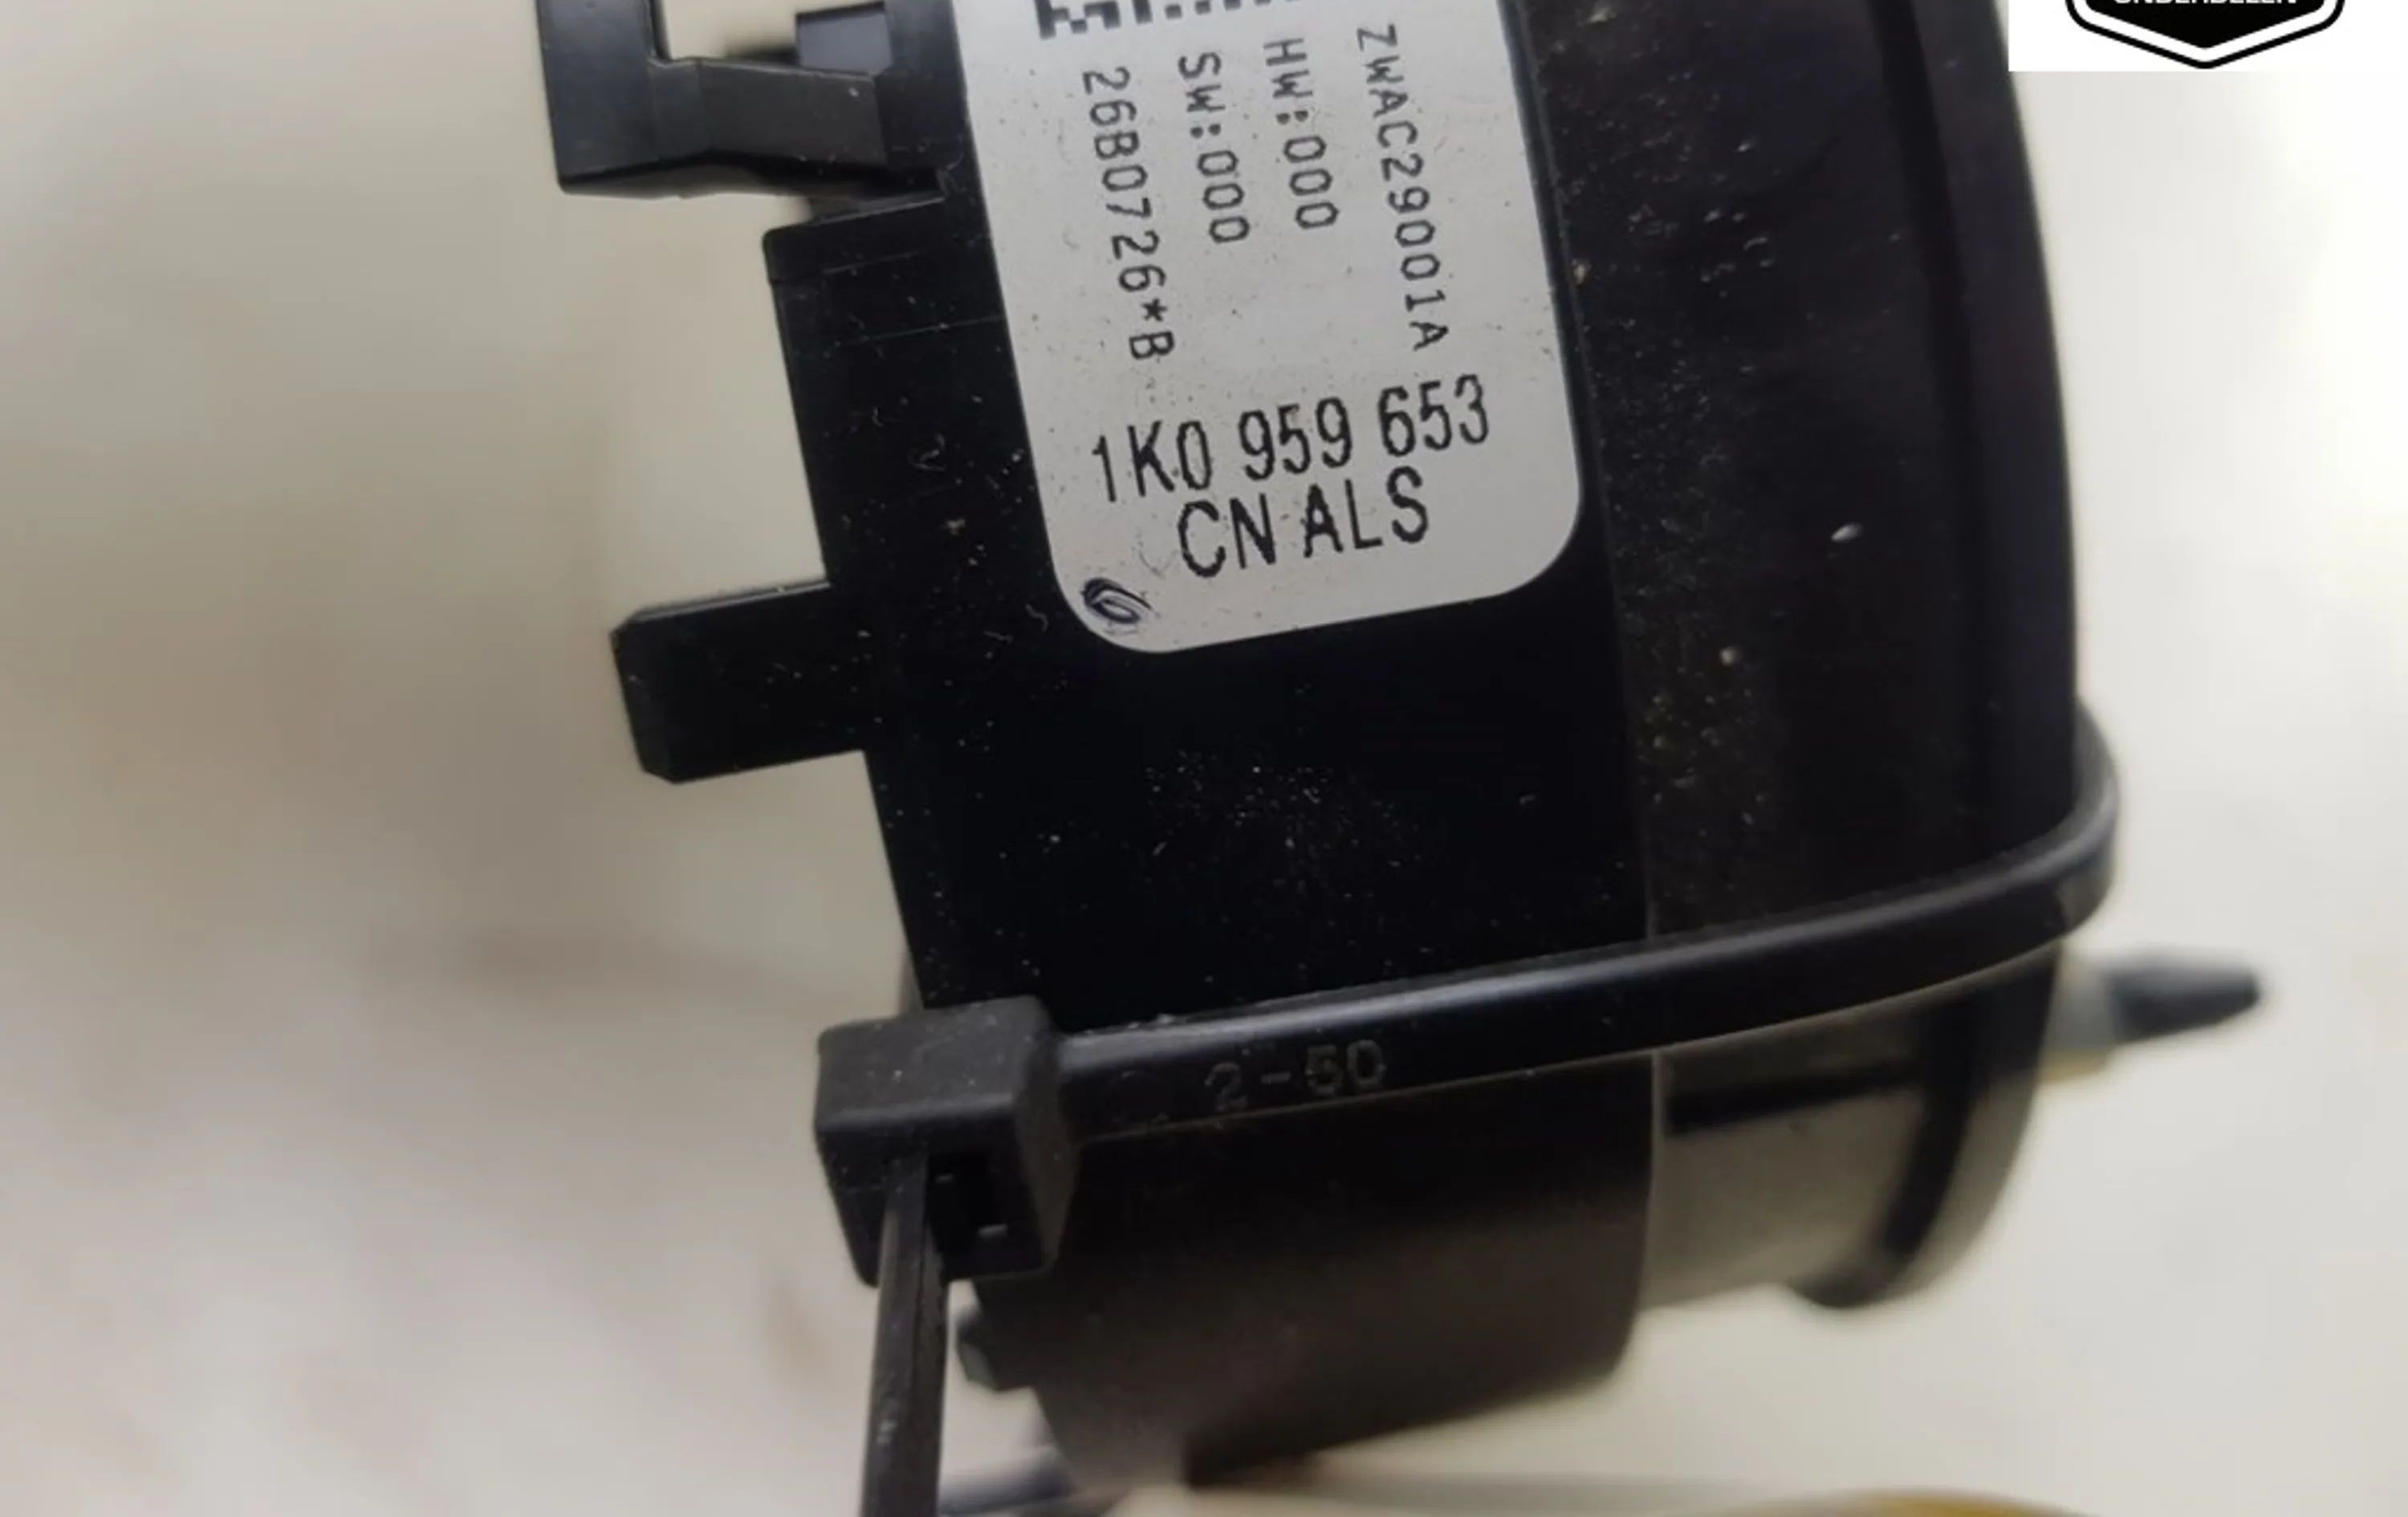 ZWAC29001A
HW:000
SW:000
26B0726*B
1K0 959 653
CN ALS
2-50